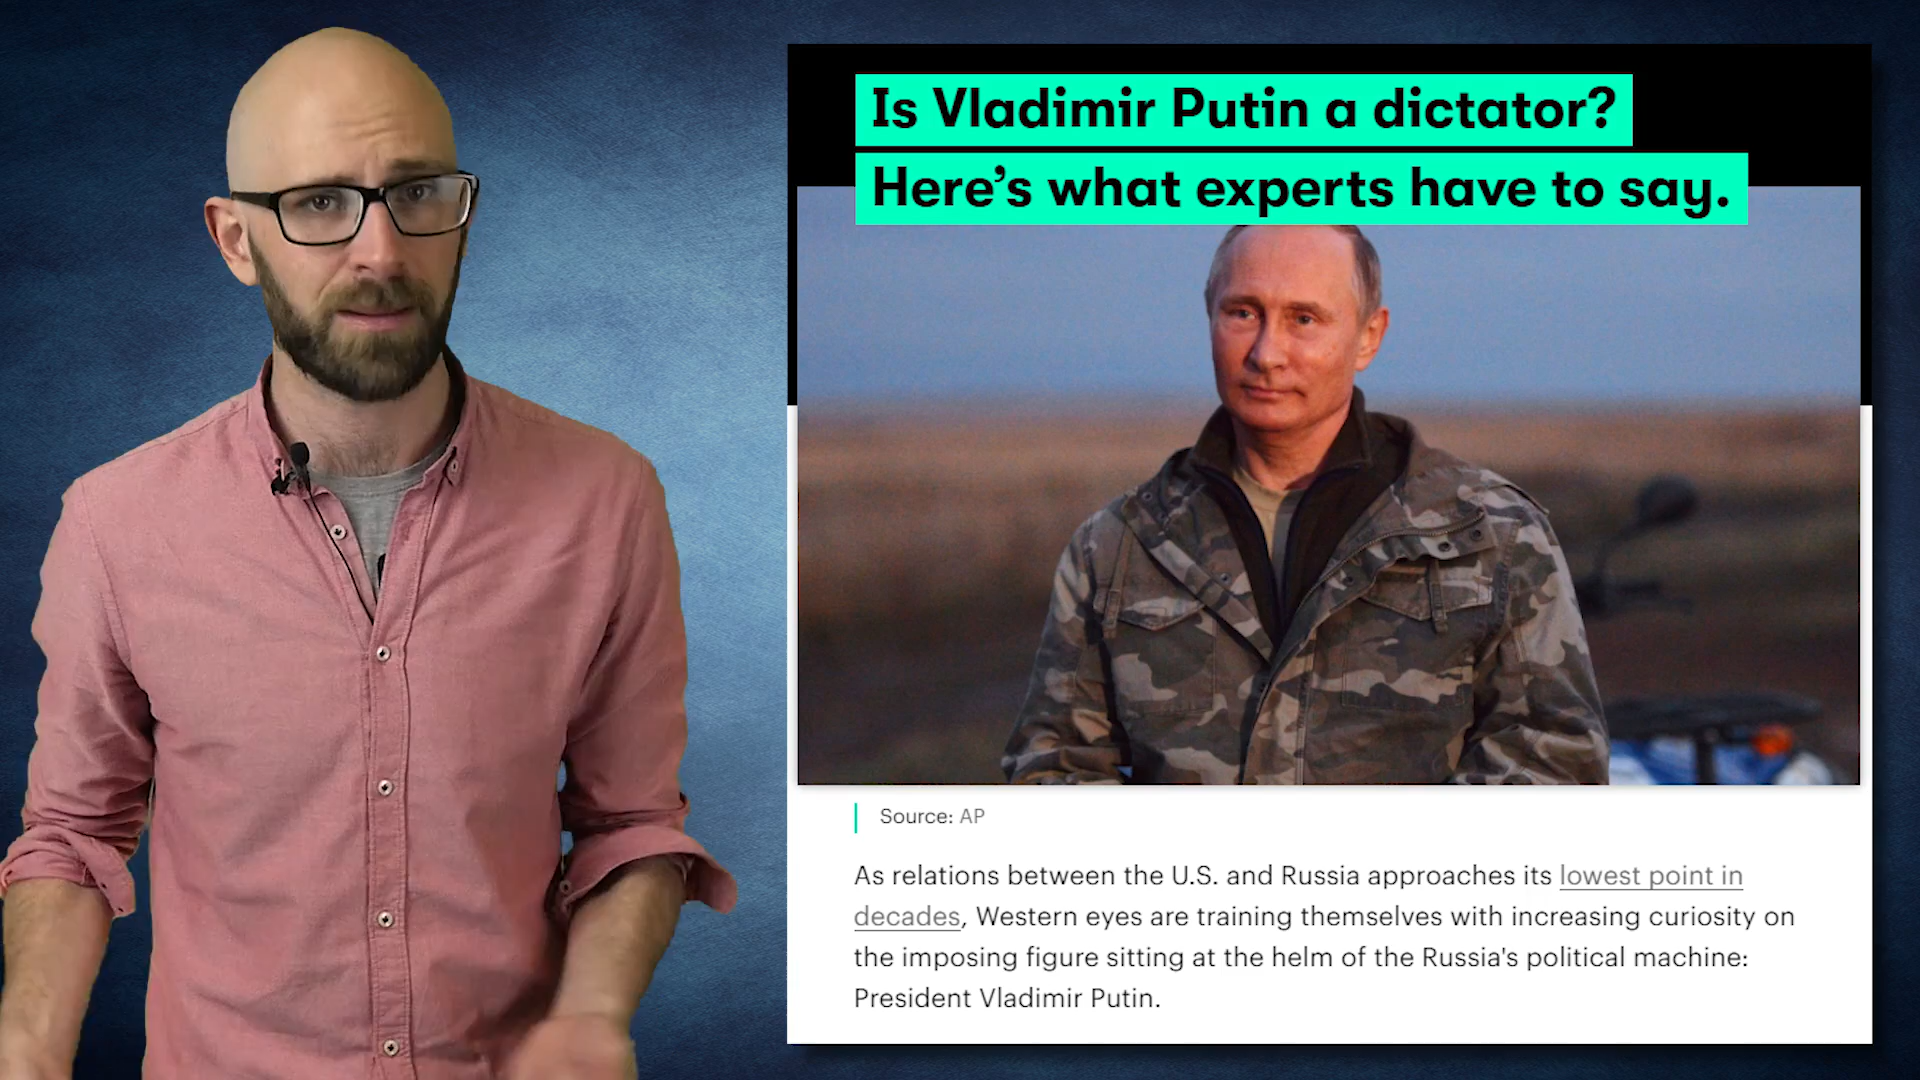 Is Vladimir Putin a dictator?
Here’s what experts have to say.
Source: AP
As relations between the U.S. and Russia approaches its lowest point in
decades, Western eyes are training themselves with increasing curiosity on
the imposing figure sitting at the helm of the Russia's political machine:
President Vladimir Putin.